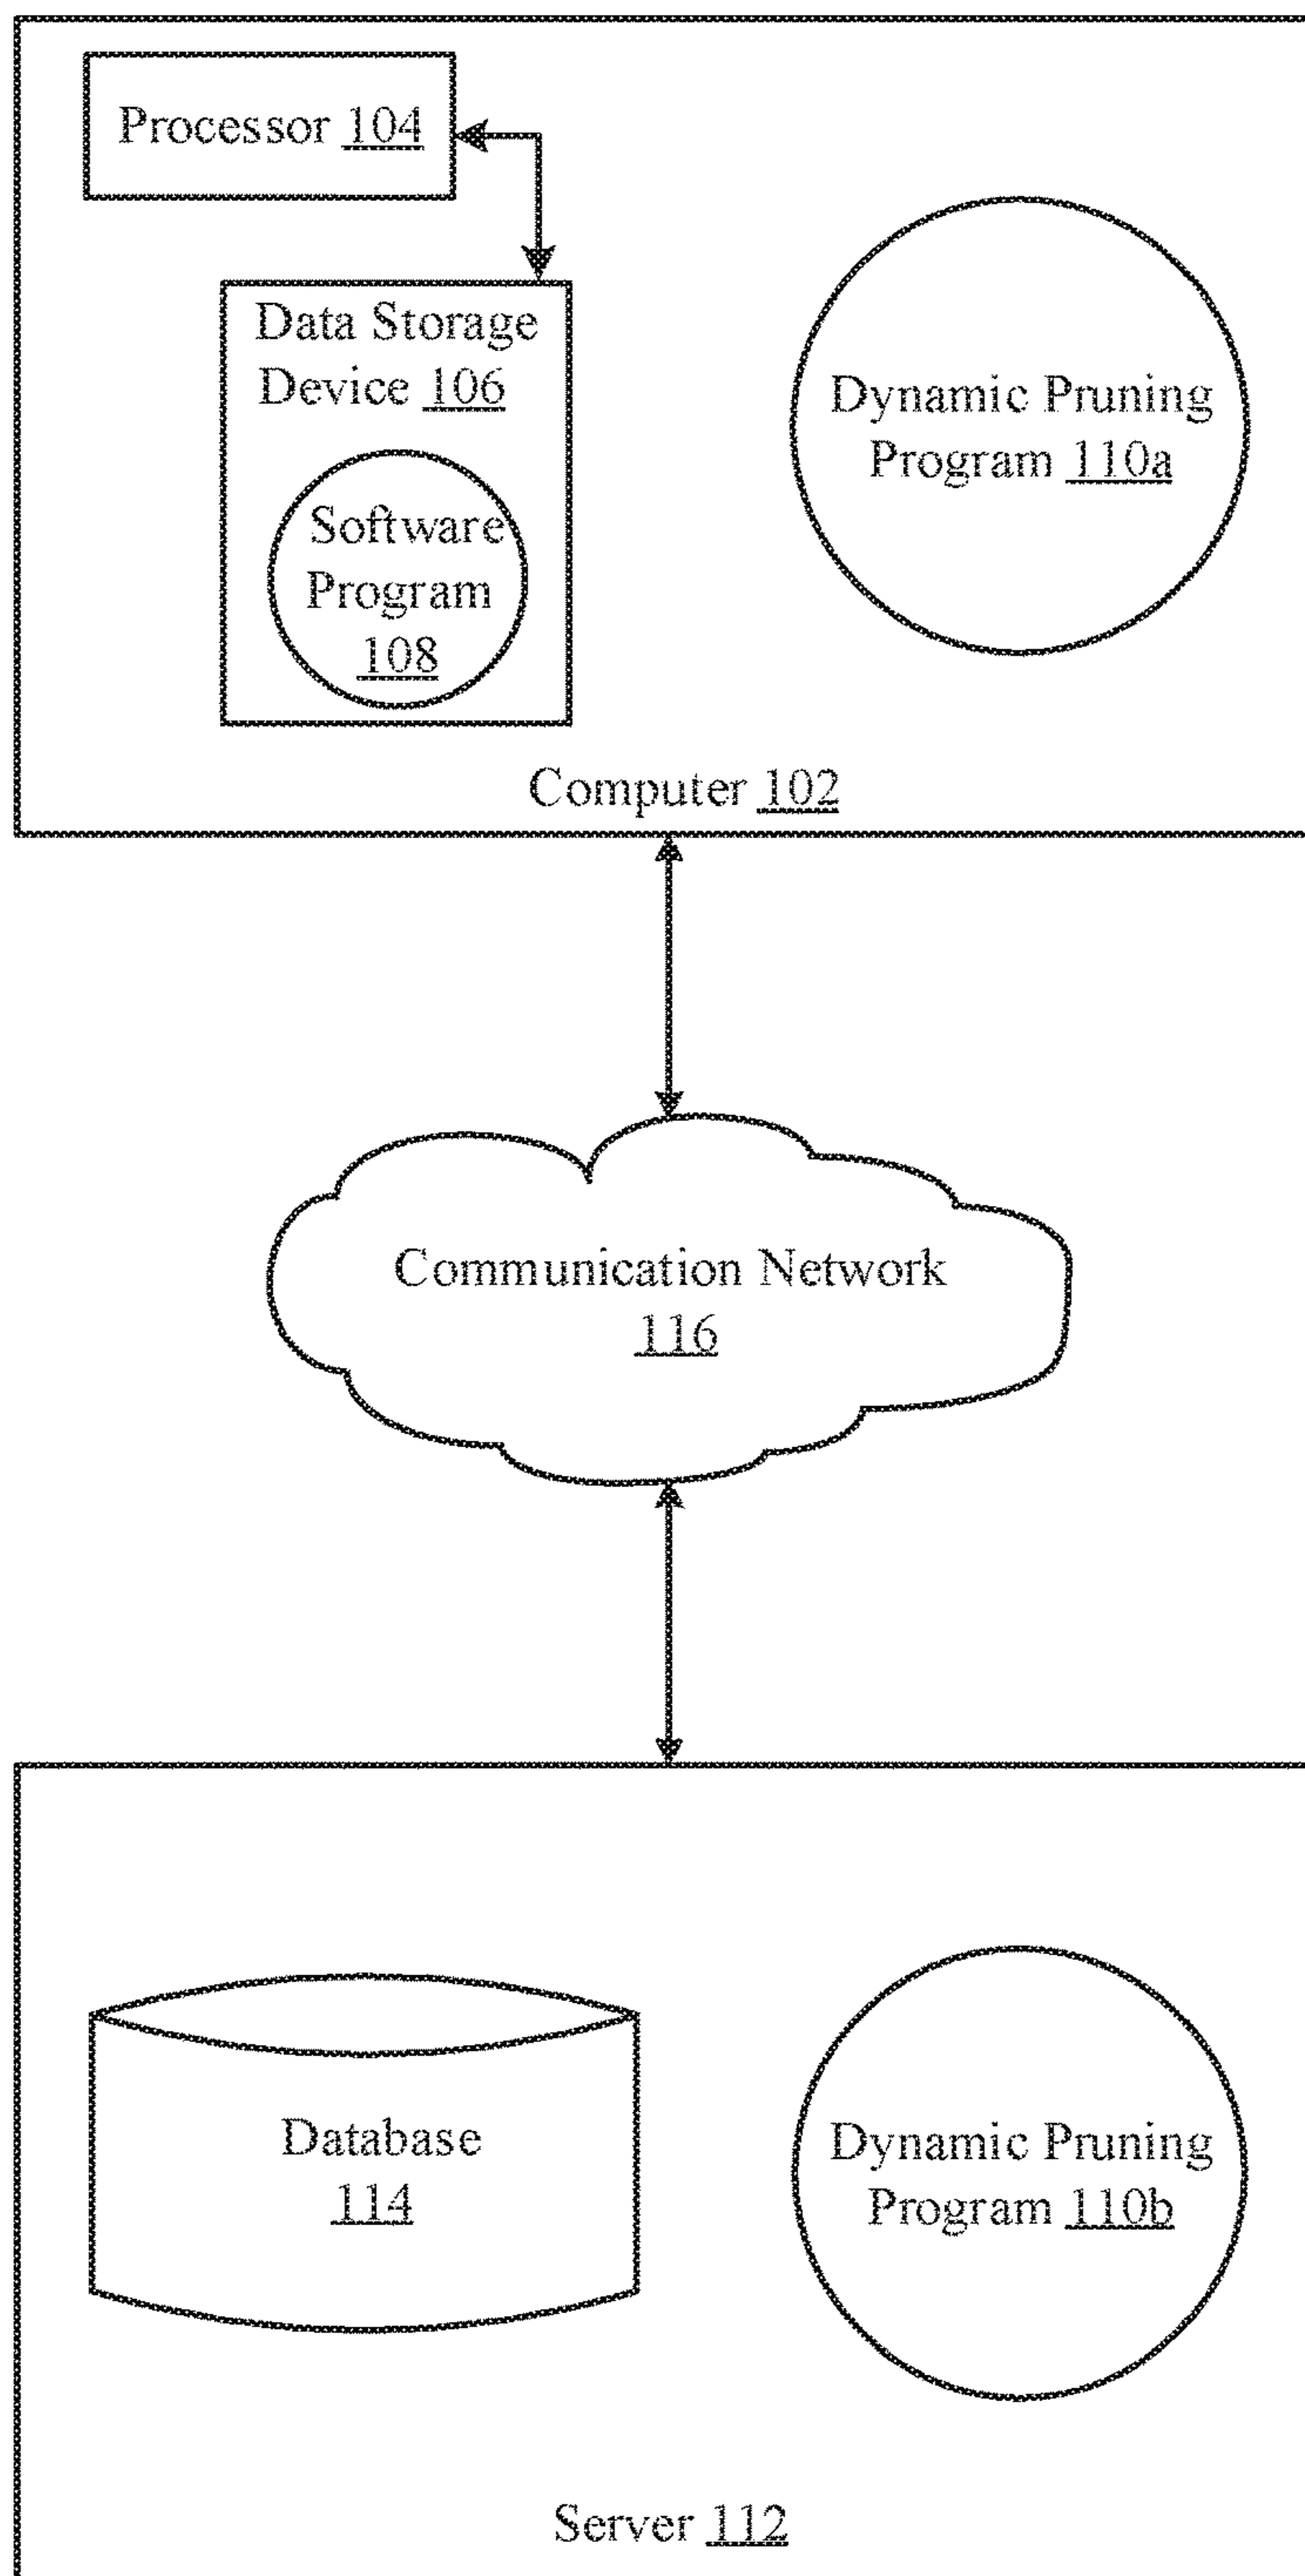 Processor 104
Data Storage
Device 106
Software
Program
108
Dynamic Pruning
Program 110a
Computer 102
Communication Network
116
Database
114
Dynamic Pruning
Program 110b
Server 112